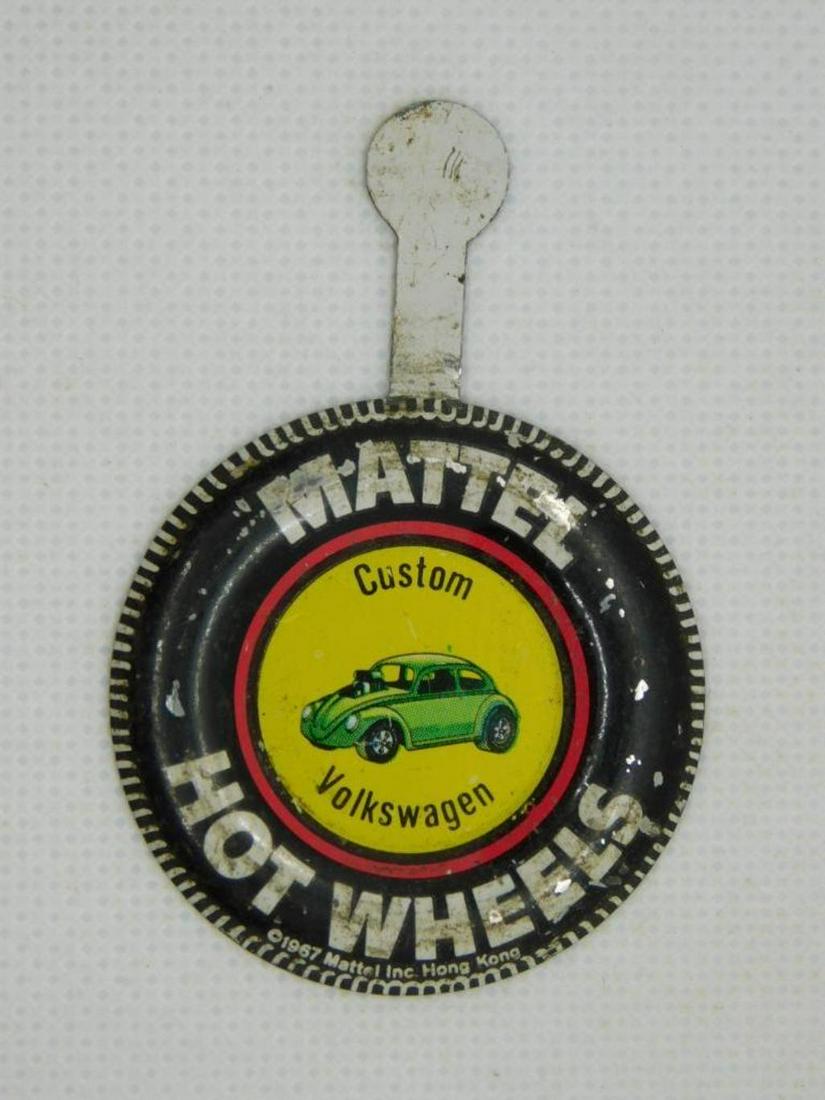 MATTEL
Custom
Volkswagen
HOT WHEELS
©1967 Mattel Inc. Hong Kong